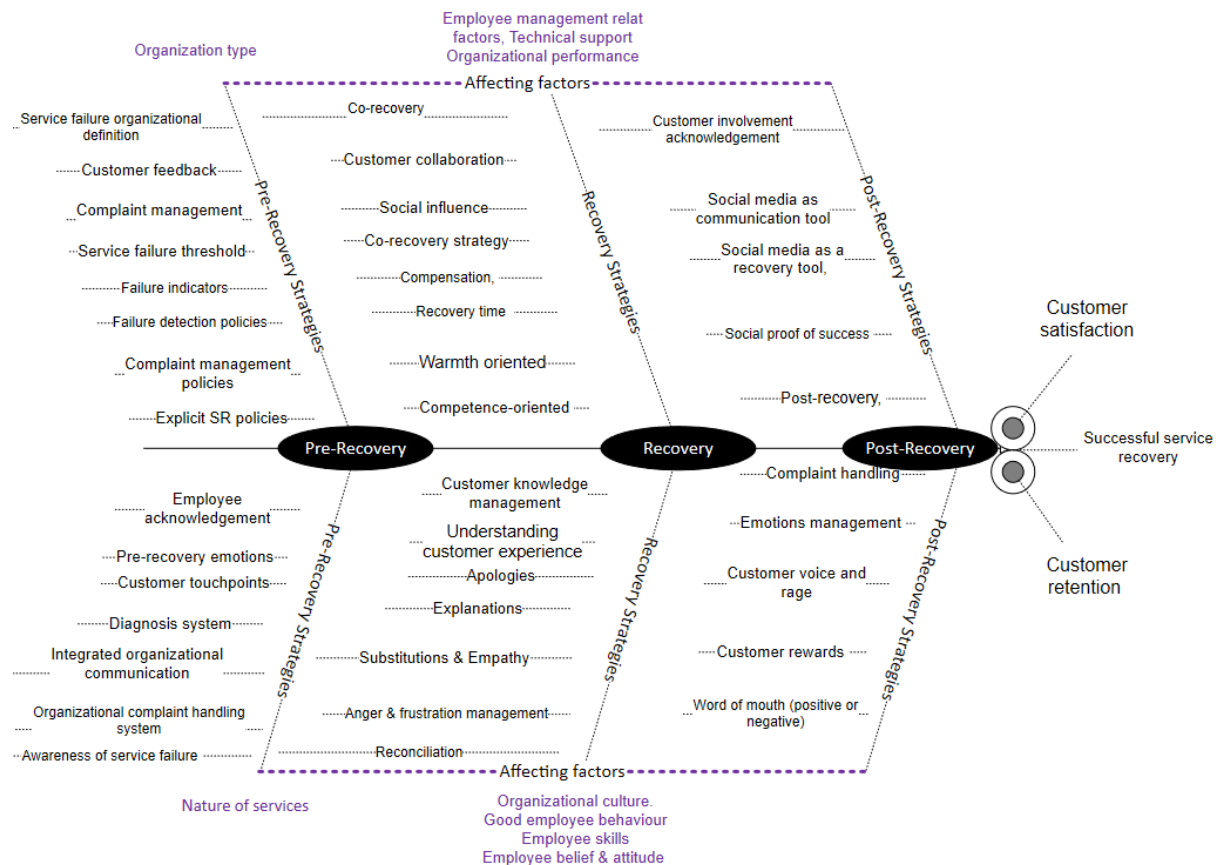 Employee management relat
factors, Technical support
Organizational performance
Organization type
Affecting factors
Service failure organizational
definition
Customer feedback
Complaint management
Service failure threshold
Failure indicators
Failure detection policies
Complaint management
policies
Explicit SR policies
Pre-Recovery Strategies
Co-recovery
Customer collaboration
Social influence
Co-recovery strategy
Compensation,
Recovery time
Warmth oriented
Competence-oriented
Recovery Strategies
Customer involvement
acknowledgement
Social media as
communication tool
Social media as a
recovery tool,
Social proof of success
Post-recovery,
Post-Recovery Strategies
Pre-Recovery
Recovery
Post-Recovery
Customer
satisfaction
Successful service
recovery
Customer
retention
Employee
acknowledgement
Pre-recovery emotions
Customer touchpoints
Diagnosis system
Integrated organizational
communication
Organizational complaint handling
system
Awareness of service failure
Pre-Recovery Strategies
Customer knowledge
management
Understanding
customer experience
Apologies
Explanations
Substitutions & Empathy
Anger & frustration management
Reconciliation
Recovery Strategies
Complaint handling
Emotions management
Customer voice and
rage
Customer rewards
Word of mouth (positive or
negative)
Post-Recovery Strategies
Affecting factors
Nature of services
Organizational culture.
Good employee behaviour
Employee skills
Employee belief & attitude